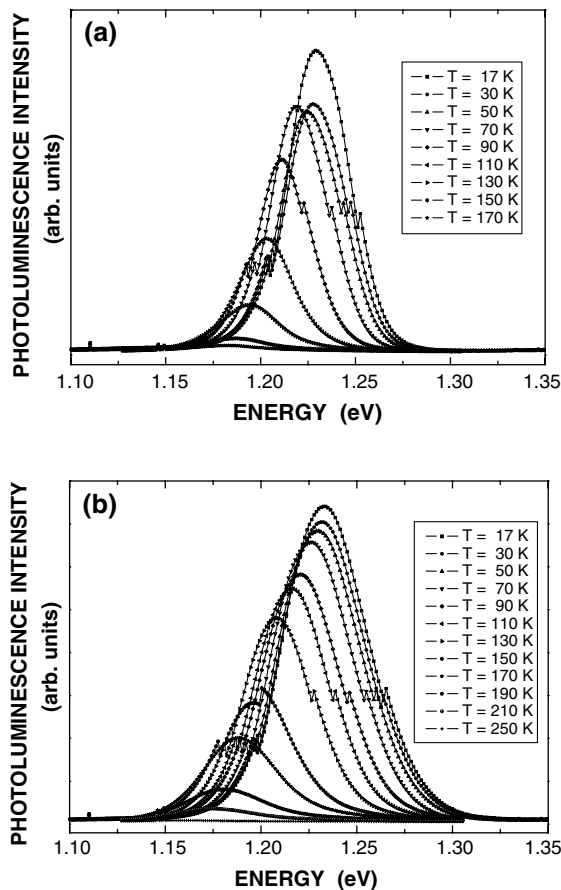 (a)
PHOTOLUMINESCENCE INTENSITY
(arb. units)
T = 17 K
T = 30 K
T = 50 K
T = 70 K
T = 90 K
T = 110 K
T = 130 K
T = 150 K
T = 170 K
1.10 1.15 1.20 1.25 1.30 1.35
ENERGY (eV)
(b)
PHOTOLUMINESCENCE INTENSITY
(arb. units)
T = 17 K
T = 30 K
T = 50 K
T = 70 K
T = 90 K
T = 110 K
T = 130 K
T = 150 K
T = 170 K
T = 190 K
T = 210 K
T = 250 K
1.10 1.15 1.20 1.25 1.30 1.35
ENERGY (eV)